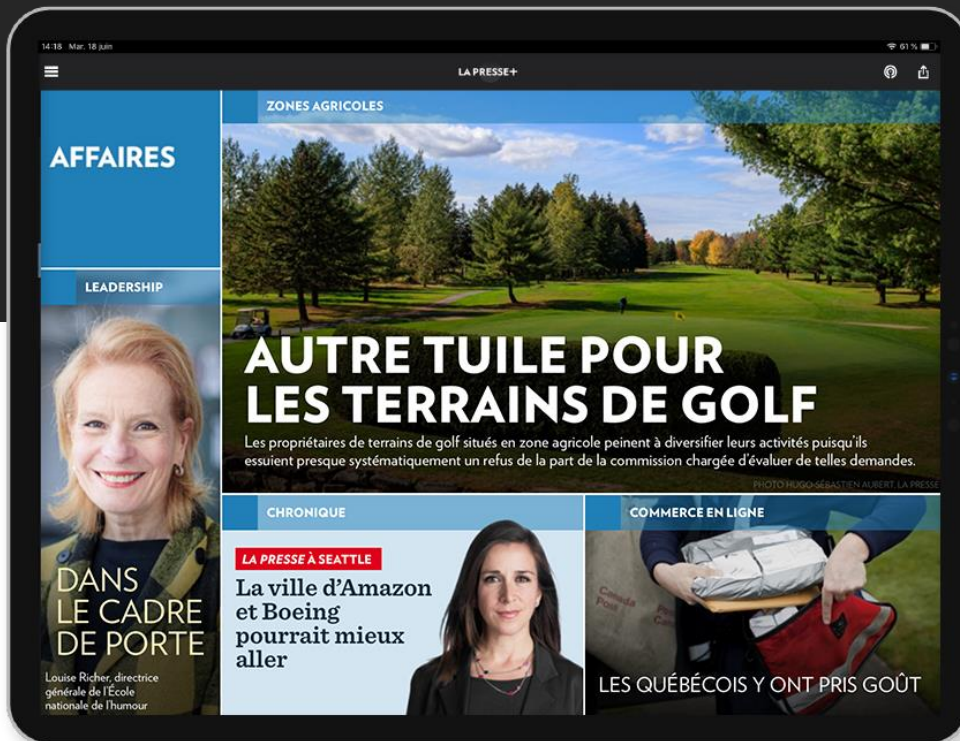 14:18 Mar. 18 juin
61 %
LA PRESSE+
AFFAIRES
ZONES AGRICOLES
AUTRE TUILE POUR
LES TERRAINS DE GOLF
Les propriétaires de terrains de golf situés en zone agricole peinent à diversifier leurs activités puisqu'ils
essuient presque systématiquement un refus de la part de la commission chargée d'évaluer de telles demandes.
PHOTO HUGO-SÉBASTIEN AUBERT, LA PRESSE
LEADERSHIP
DANS
LE CADRE
DE PORTE
Louise Richer, directrice
générale de l'École
nationale de l'humour
CHRONIQUE
LA PRESSE À SEATTLE
La ville d'Amazon
et Boeing
pourrait mieux
aller
COMMERCE EN LIGNE
Canada
Post
LES QUÉBÉCOIS Y ONT PRIS GOÛT